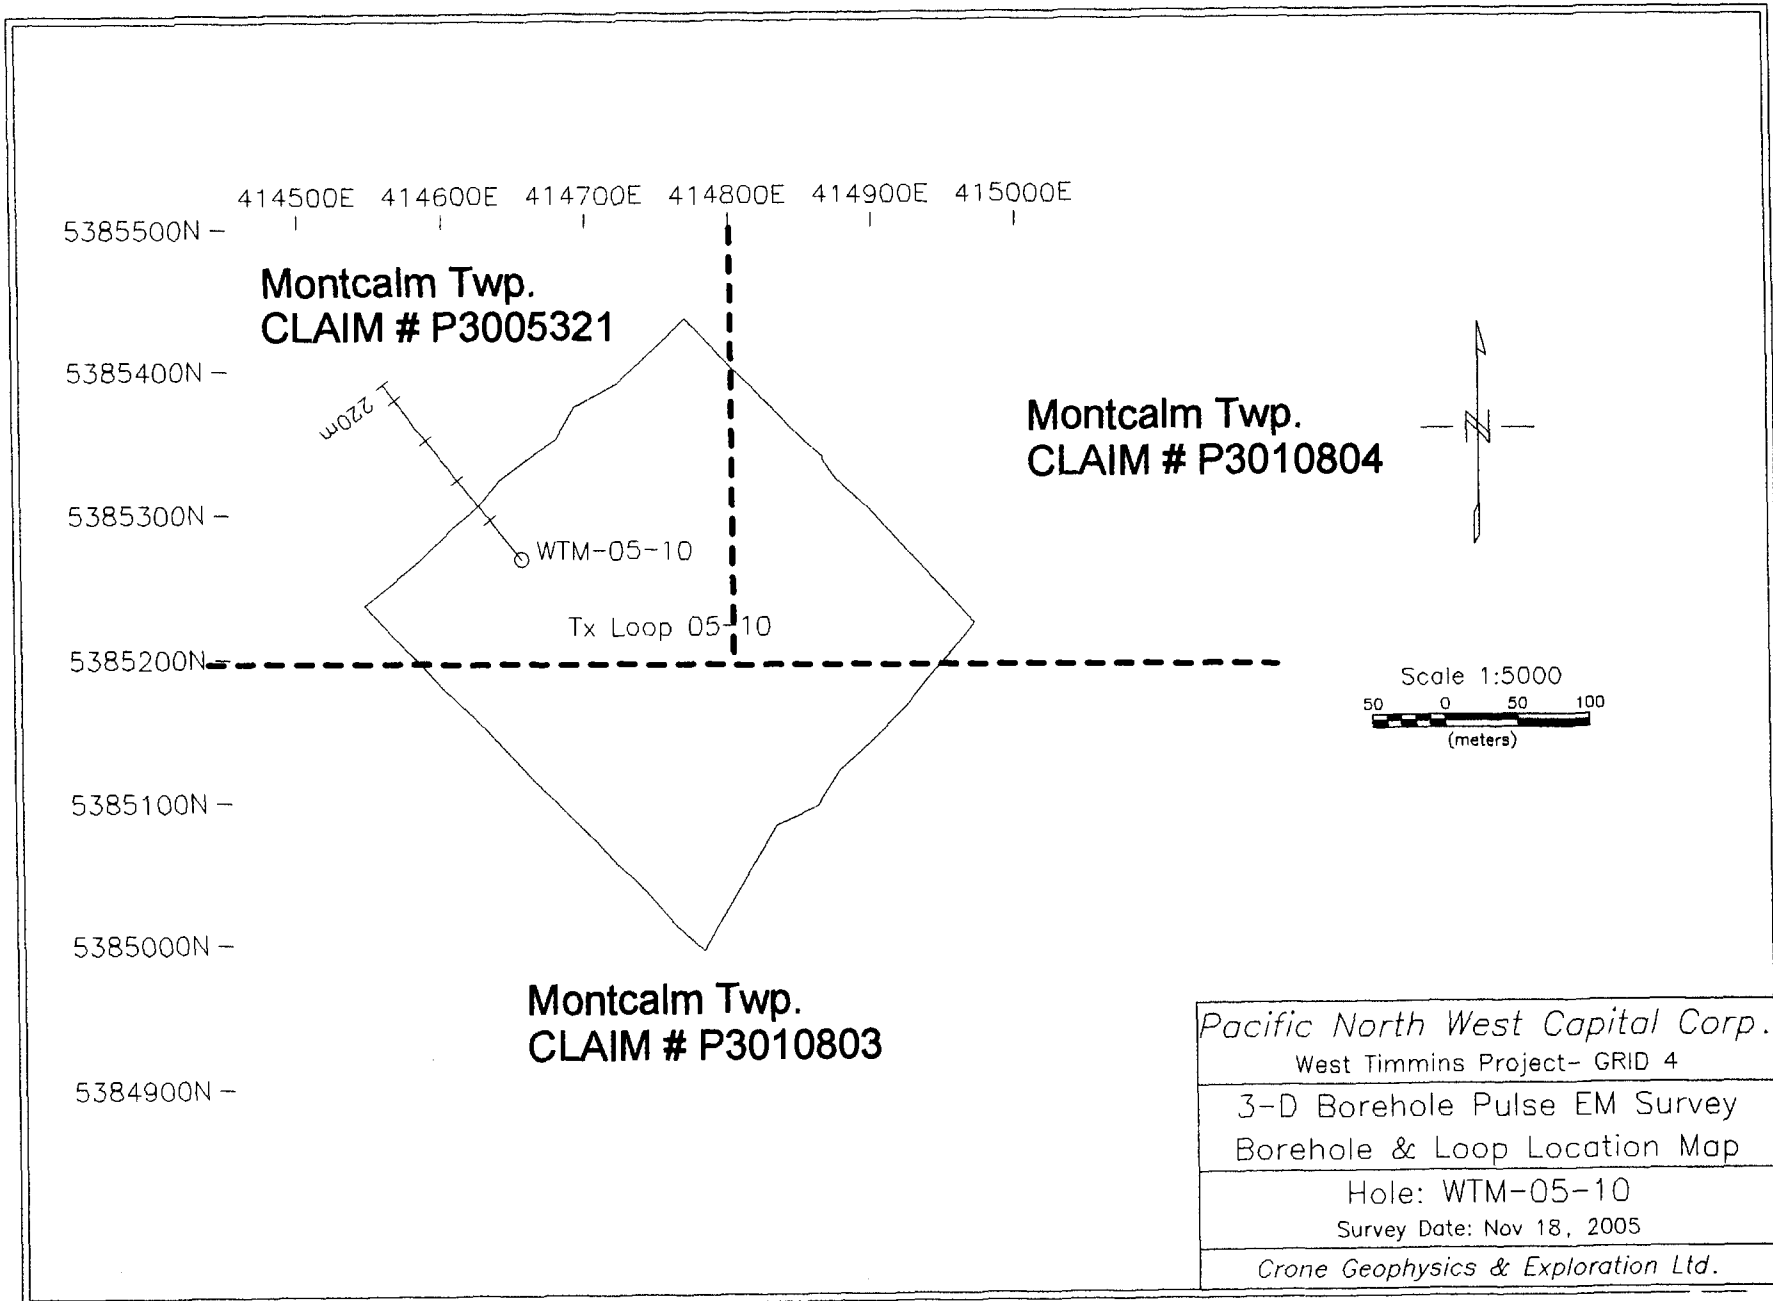 414500E 414600E 414700E 414800E 414900E 415000E
5385500N
Montcalm Twp.
CLAIM # P3005321
5385400N
220m
Montcalm Twp.
CLAIM # P3010804
N
5385300N
WTM-05-10
Tx Loop 05-10
5385200N
Scale 1:5000
50 0 50 100
(meters)
5385100N
5385000N
Montcalm Twp.
CLAIM # P3010803
5384900N
Pacific North West Capital Corp.
West Timmins Project- GRID 4
3-D Borehole Pulse EM Survey
Borehole & Loop Location Map
Hole: WTM-05-10
Survey Date: Nov 18, 2005
Crone Geophysics & Exploration Ltd.